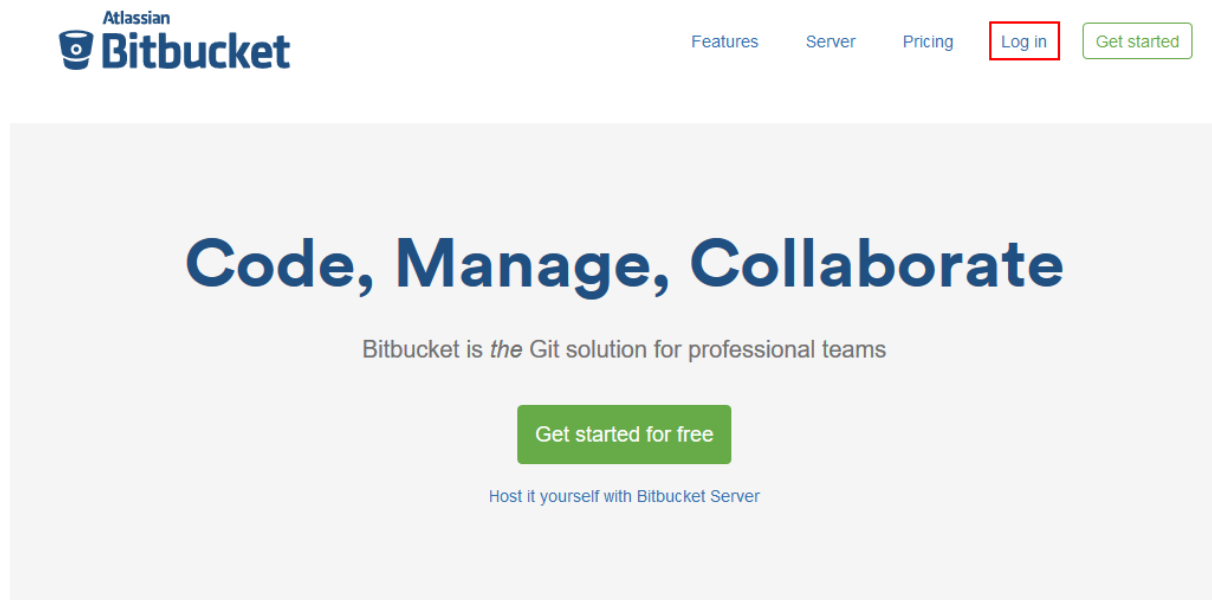 Atlassian
Bitbucket
Features Server Pricing Log in Get started
Code, Manage, Collaborate
Bitbucket is the Git solution for professional teams
Get started for free
Host it yourself with Bitbucket Server